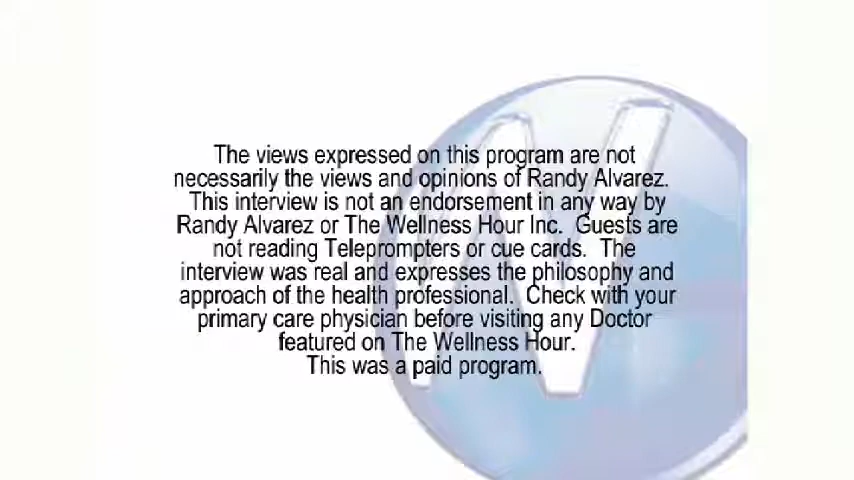 The views expressed on this program are not
necessarily the views and opinions of Randy Alvarez.
This interview is not an endorsement in any way by
Randy Alvarez or The Wellness Hour Inc. Guests are
not reading Teleprompters or cue cards. The
interview was real and expresses the philosophy and
approach of the health professional. Check with your
primary care physician before visiting any Doctor
featured on The Wellness Hour.
This was a paid program.